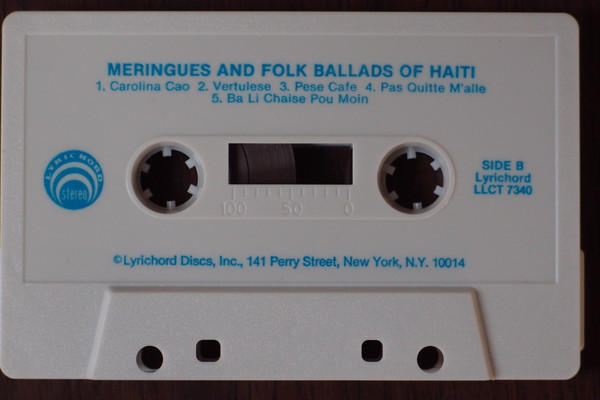 MERINGUES AND FOLK BALLADS OF HAITI
1. Carolina Cao 2. Vertulese 3. Pese Cafe 4. Pas Quitte M'alle
5. Ba Li Chaise Pou Moin
LYRICHORD
stereo
SIDE B
Lyrichord
LLCT 7340
100 50 0
©Lyrichord Discs, Inc., 141 Perry Street, New York, N.Y. 10014